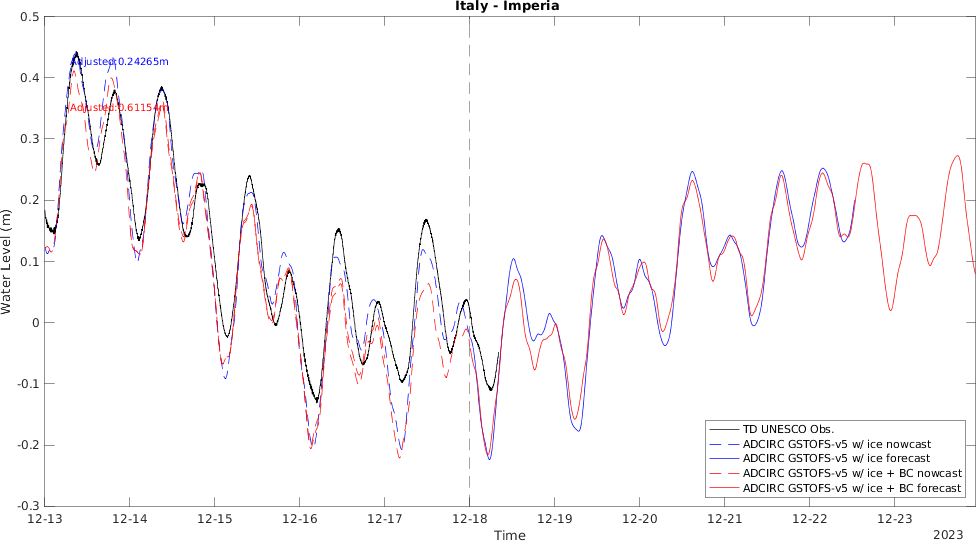 Italy - Imperia
0.5
0.4
0.3
0.2
0.1
0
-0.1
-0.2
-0.3
Water Level (m)
Adjusted:0.24265m
Adjusted:0.61154m
TD UNESCO Obs.
ADCIRC GSTOFS-v5 w/ ice nowcast
ADCIRC GSTOFS-v5 w/ ice forecast
ADCIRC GSTOFS-v5 w/ ice + BC nowcast
ADCIRC GSTOFS-v5 w/ ice + BC forecast
12-13 12-14 12-15 12-16 12-17 12-18 12-19 12-20 12-21 12-22 12-23
Time
2023